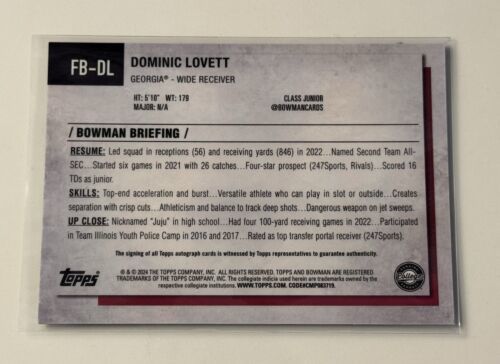 FB-DL
DOMINIC LOVETT
GEORGIA® - WIDE RECEIVER
HT: 5'10" WT: 179
MAJOR: N/A
CLASS JUNIOR
@BOWMANCARDS
/ BOWMAN BRIEFING /
RESUME: Led squad in receptions (56) and receiving yards (846) in 2022...Named Second Team All-
SEC...Started six games in 2021 with 26 catches...Four-star prospect (247Sports, Rivals)...Scored 16
TDs as junior.
SKILLS: Top-end acceleration and burst...Versatile athlete who can play in slot or outside...Creates
separation with crisp cuts...Athleticism and balance to track deep shots...Dangerous weapon on jet sweeps.
UP CLOSE: Nicknamed "Juju" in high school...Had four 100-yard receiving games in 2022...Participated
in Team Illinois Youth Police Camp in 2016 and 2017...Rated as top transfer portal receiver (247Sports).
The signing of all Topps autograph cards is witnessed by Topps representatives to guarantee authenticity.
Topps
® & © 2024 THE TOPPS COMPANY, INC. ALL RIGHTS RESERVED. TOPPS AND BOWMAN ARE REGISTERED
TRADEMARKS OF THE TOPPS COMPANY, INC. The collegiate indicia used herein are trademarks owned by the
respective collegiate institutions. WWW.TOPPS.COM. CODE#CMP083719.
College